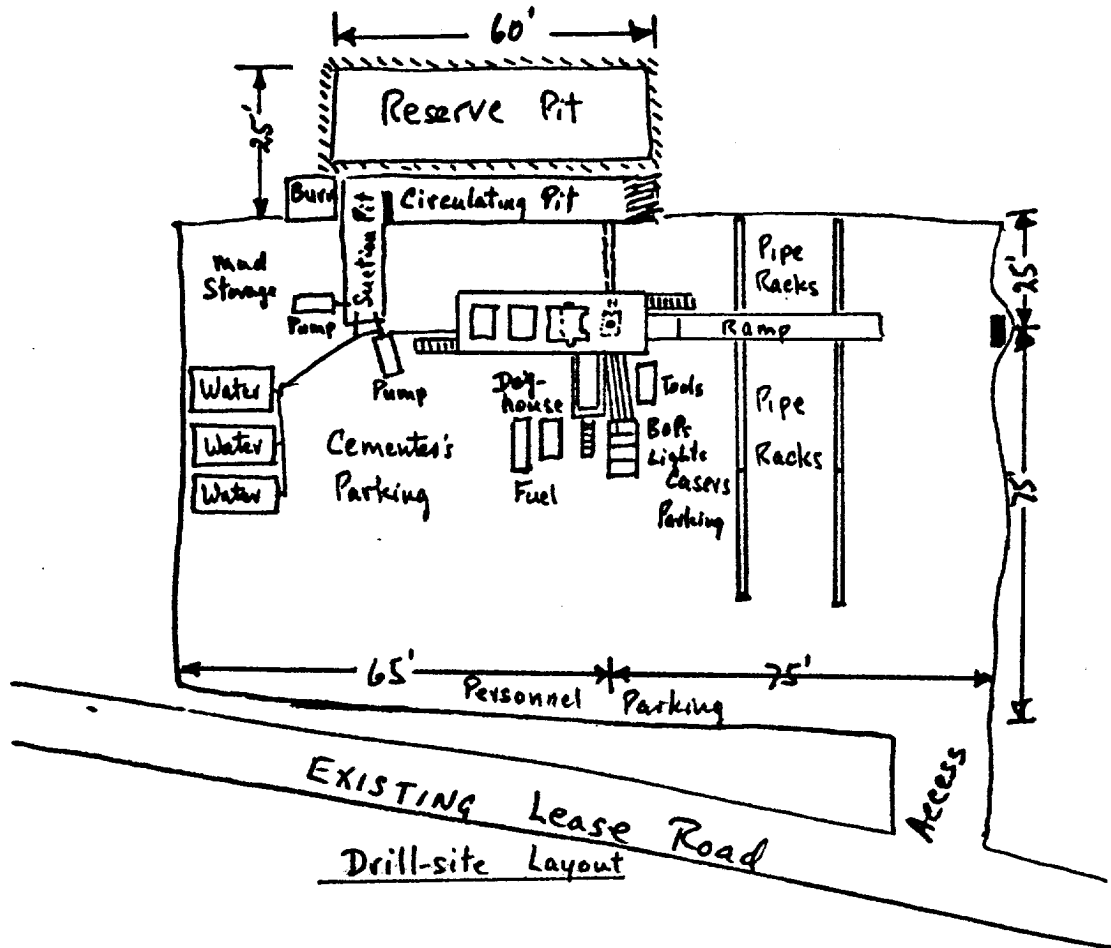 60'
Reserve Pit
25'
Burn
Suction Pit
Circulating Pit
Mud
Storage
Pump
Pipe
Racks
25'
Ramp
Pump
Dog-
house
Tools
Water
Water
Water
Cementer's
Parking
Fuel
BOPs
Lights
Casers
Parking
Pipe
Racks
75'
65'
75'
Personnel Parking
Access
EXISTING Lease Road
Drill-site Layout